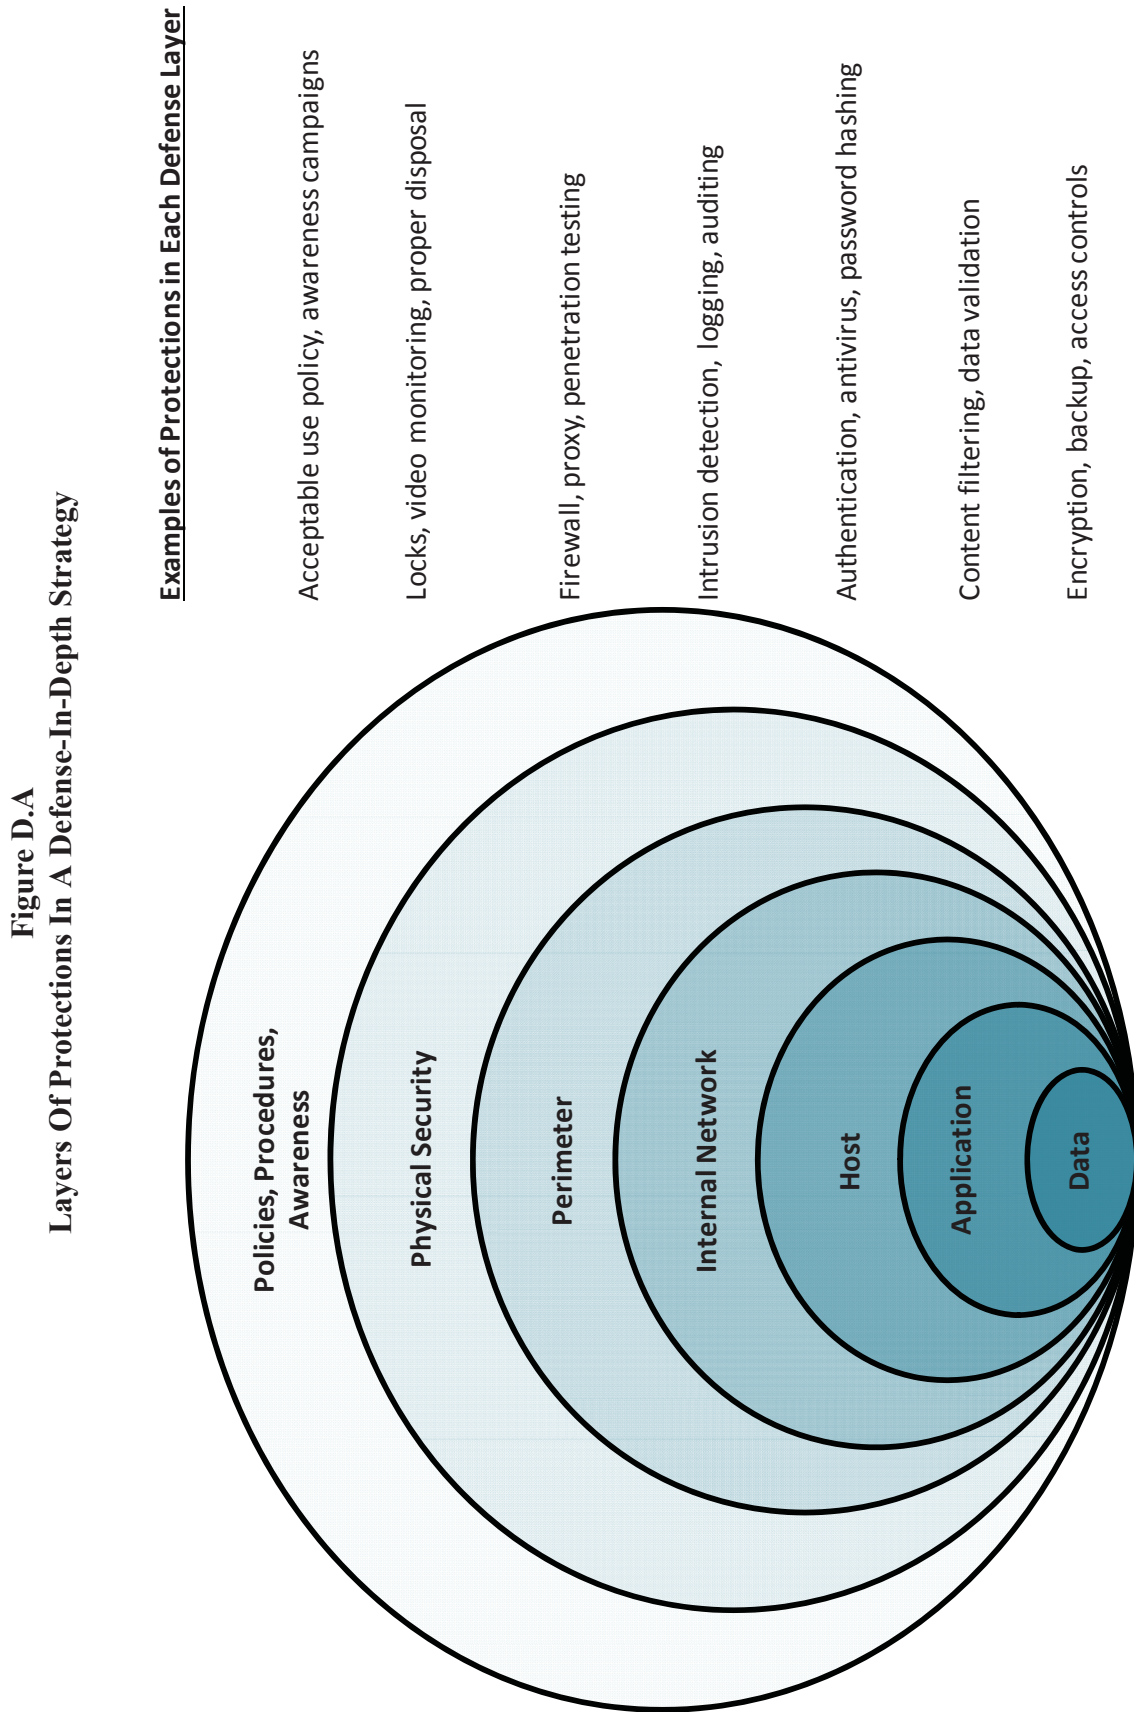 Figure D.A
Layers Of Protections In A Defense-In-Depth Strategy
Examples of Protections in Each Defense Layer
Policies, Procedures,
Awareness
Acceptable use policy, awareness campaigns
Physical Security
Locks, video monitoring, proper disposal
Perimeter
Firewall, proxy, penetration testing
Internal Network
Intrusion detection, logging, auditing
Host
Authentication, antivirus, password hashing
Application
Content filtering, data validation
Data
Encryption, backup, access controls